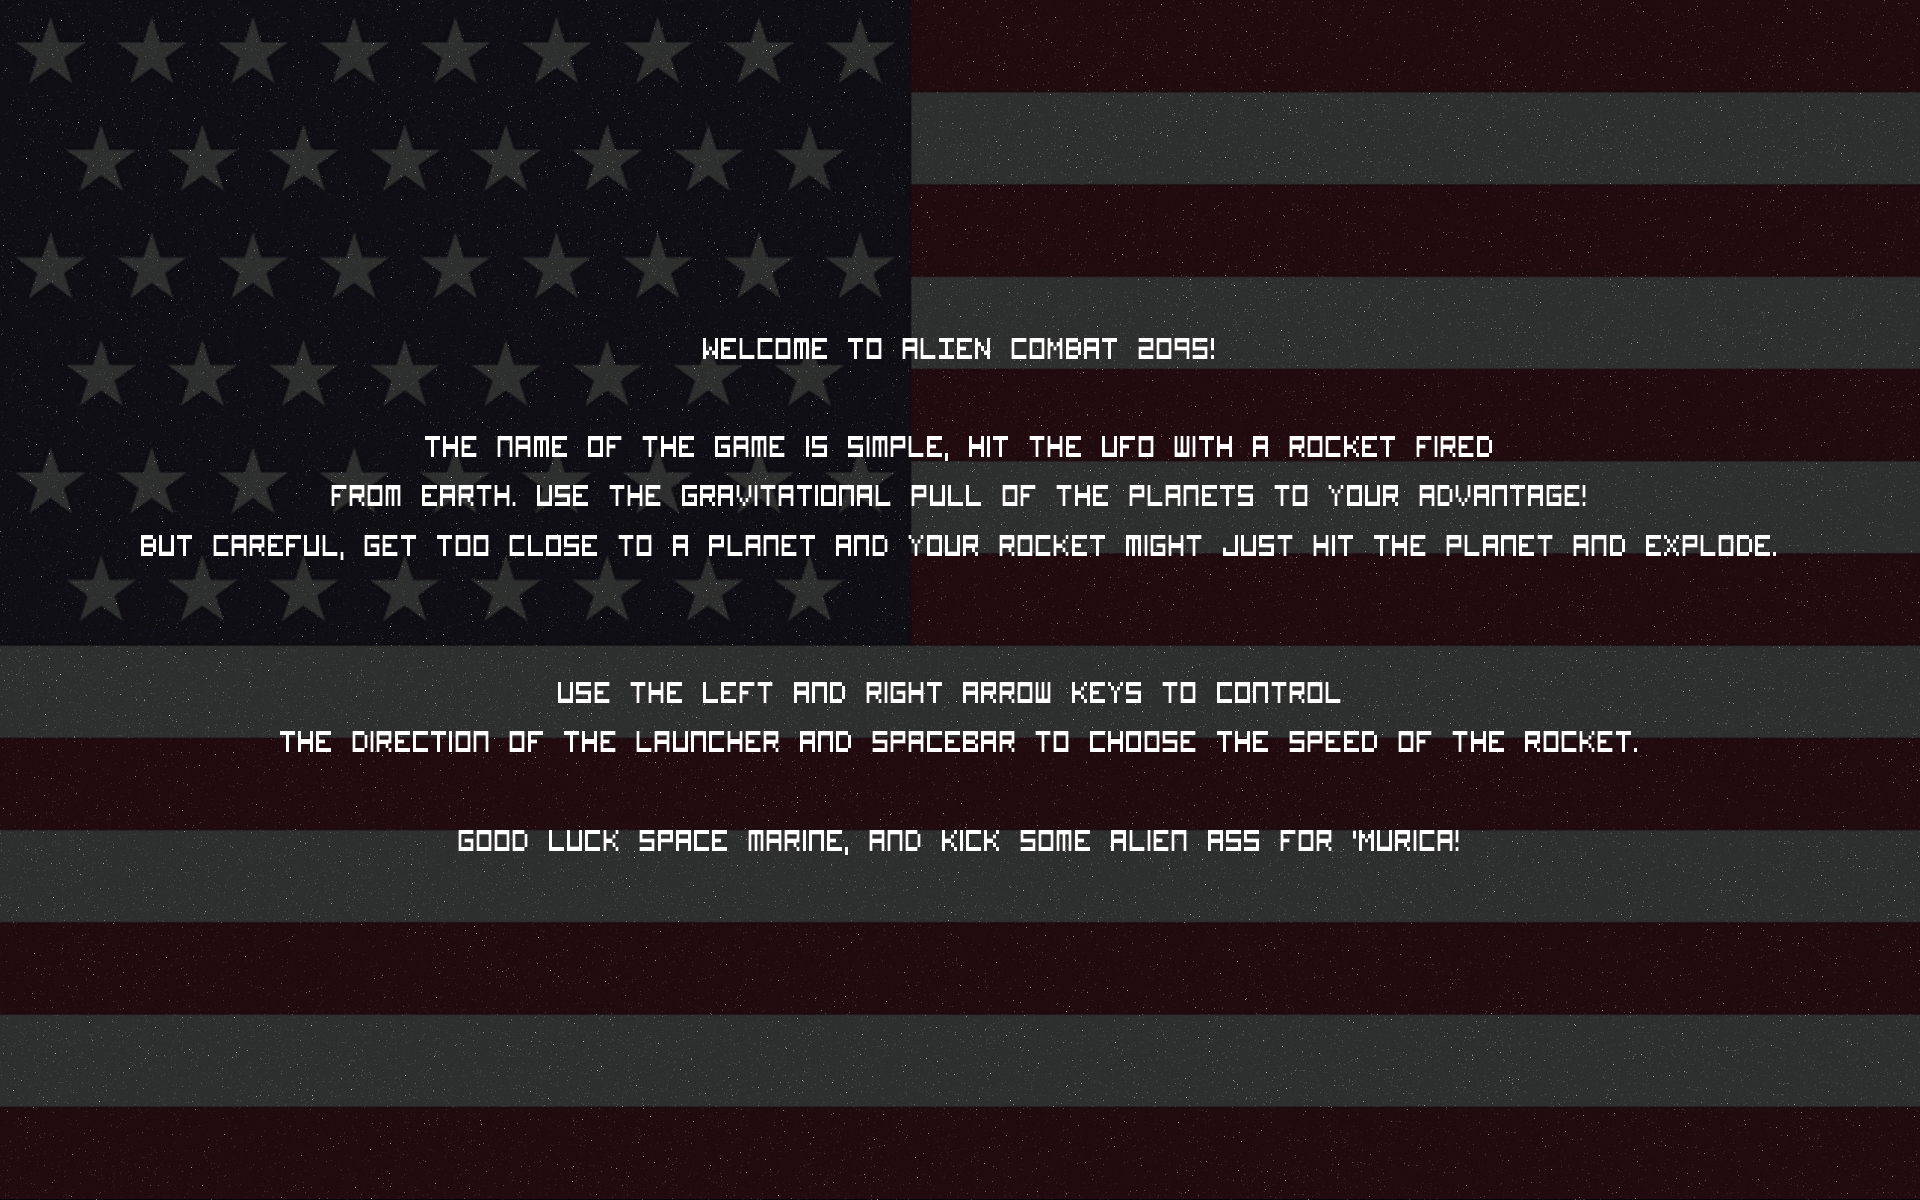 WELCOME TO ALIEN COMBAT 2095!
THE NAME OF THE GAME IS SIMPLE, HIT THE UFO WITH A ROCKET FIRED
FROM EARTH. USE THE GRAVITATIONAL PULL OF THE PLANETS TO YOUR ADVANTAGE!
BUT CAREFUL, GET TOO CLOSE TO A PLANET AND YOUR ROCKET MIGHT JUST HIT THE PLANET AND EXPLODE.
USE THE LEFT AND RIGHT ARROW KEYS TO CONTROL
THE DIRECTION OF THE LAUNCHER AND SPACEBAR TO CHOOSE THE SPEED OF THE ROCKET.
GOOD LUCK SPACE MARINE, AND KICK SOME ALIEN ASS FOR 'MURICA!